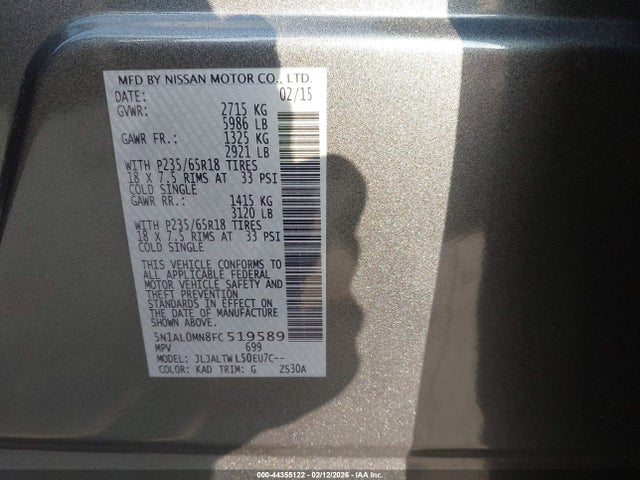 MFD BY NISSAN MOTOR CO., LTD.
DATE: 02/15
GVWR: 2715 KG
5986 LB
GAWR FR.: 1325 KG
2921 LB
WITH P235/65R18 TIRES
18 X 7.5 RIMS AT 33 PSI
COLD SINGLE
GAWR RR.: 1415 KG
3120 LB
WITH P235/65R18 TIRES
18 X 7.5 RIMS AT 33 PSI
COLD SINGLE
THIS VEHICLE CONFORMS TO
ALL APPLICABLE FEDERAL
MOTOR VEHICLE SAFETY AND
THEFT PREVENTION
STANDARDS IN EFFECT ON
THE DATE OF MANUFACTURE
SHOWN ABOVE.
5N1AL0MN8FC519589
MPV 699
MODEL: JLJALTWL50EU7C--
COLOR: KAD TRIM: G ZS30A
000-44355122 - 02/12/2026 - IAA Inc.